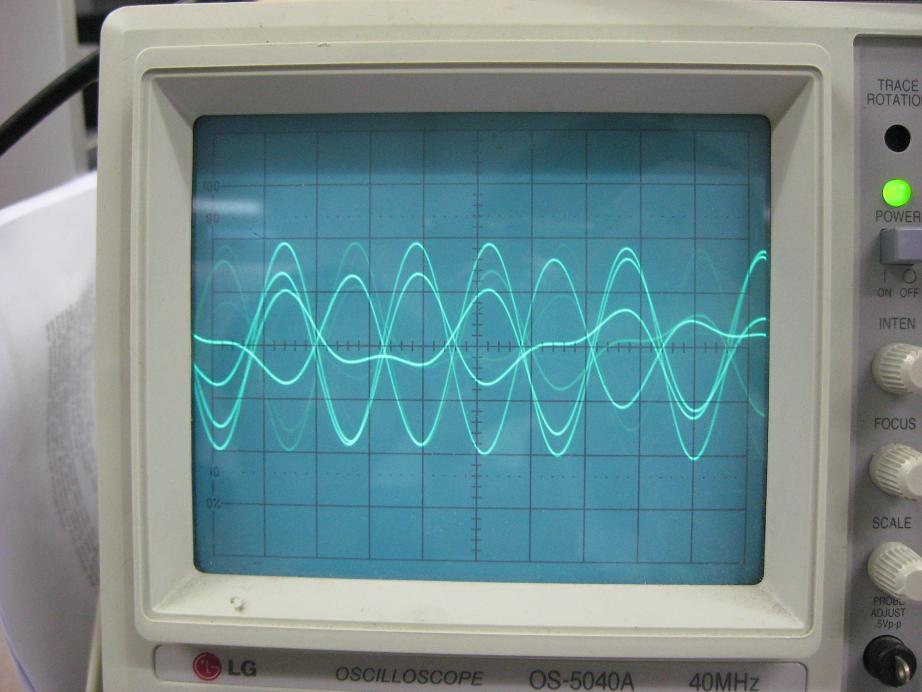 TRACE
ROTATIO
POWER
ON OFF
INTEN
FOCUS
SCALE
PROBE
ADJUST
.5Vp-p
100
90
10
0%
LG OSCILLOSCOPE OS-5040A 40MHz